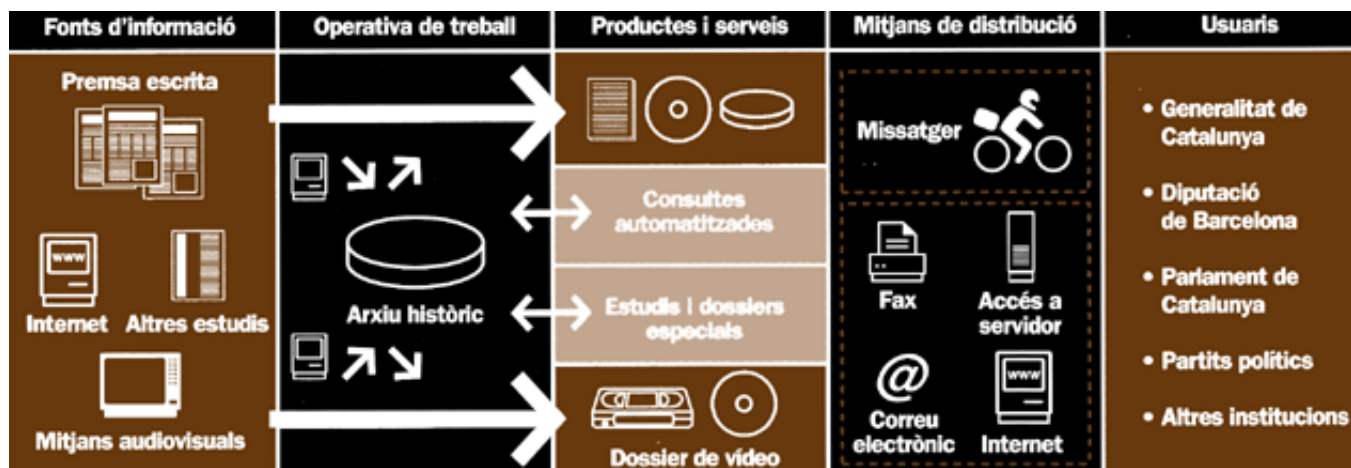 Fonts d'informació
Operativa de treball
Productes i serveis
Mitjans de distribució
Usuaris
Premsa escrita
www
Internet
Altres estudis
Mitjans audiovisuals
Arxiu històric
Consultes
automatitzades
Estudis i dossiers
especials
Dossier de vídeo
Missatger
Fax
Accés a
servidor
@
Correu
electrònic
www
Internet
• Generalitat de
Catalunya
• Diputació
de Barcelona
• Parlament de
Catalunya
• Partits polítics
• Altres institucions